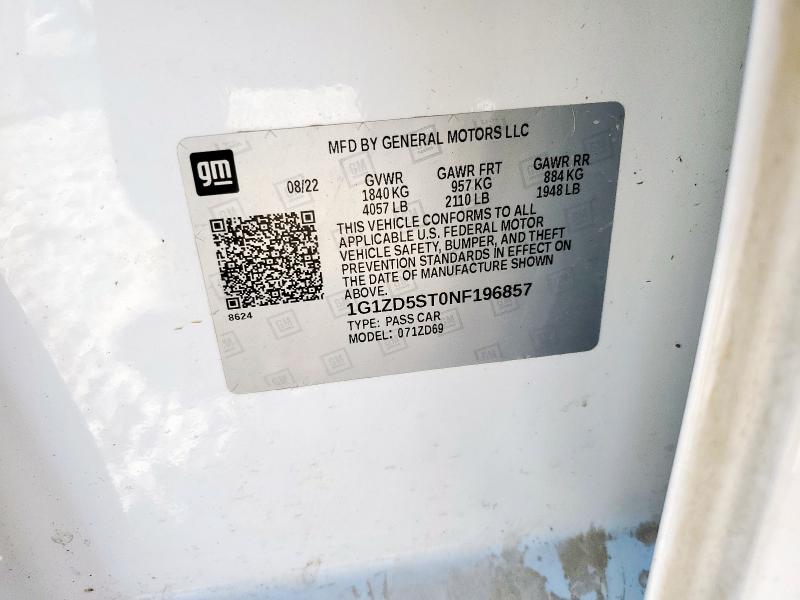 MFD BY GENERAL MOTORS LLC
gm
08/22
GVWR GAWR FRT GAWR RR
1840 KG 957 KG 884 KG
4057 LB 2110 LB 1948 LB
THIS VEHICLE CONFORMS TO ALL
APPLICABLE U.S. FEDERAL MOTOR
VEHICLE SAFETY, BUMPER, AND THEFT
PREVENTION STANDARDS IN EFFECT ON
THE DATE OF MANUFACTURE SHOWN
ABOVE.
1G1ZD5ST0NF196857
8624
TYPE: PASS CAR
MODEL: 071ZD69